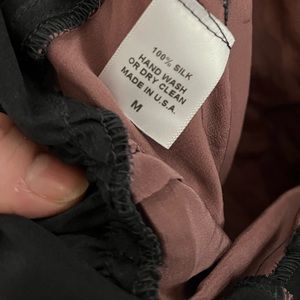 100% SILK
HAND WASH
OR DRY CLEAN
MADE IN U.S.A.
M